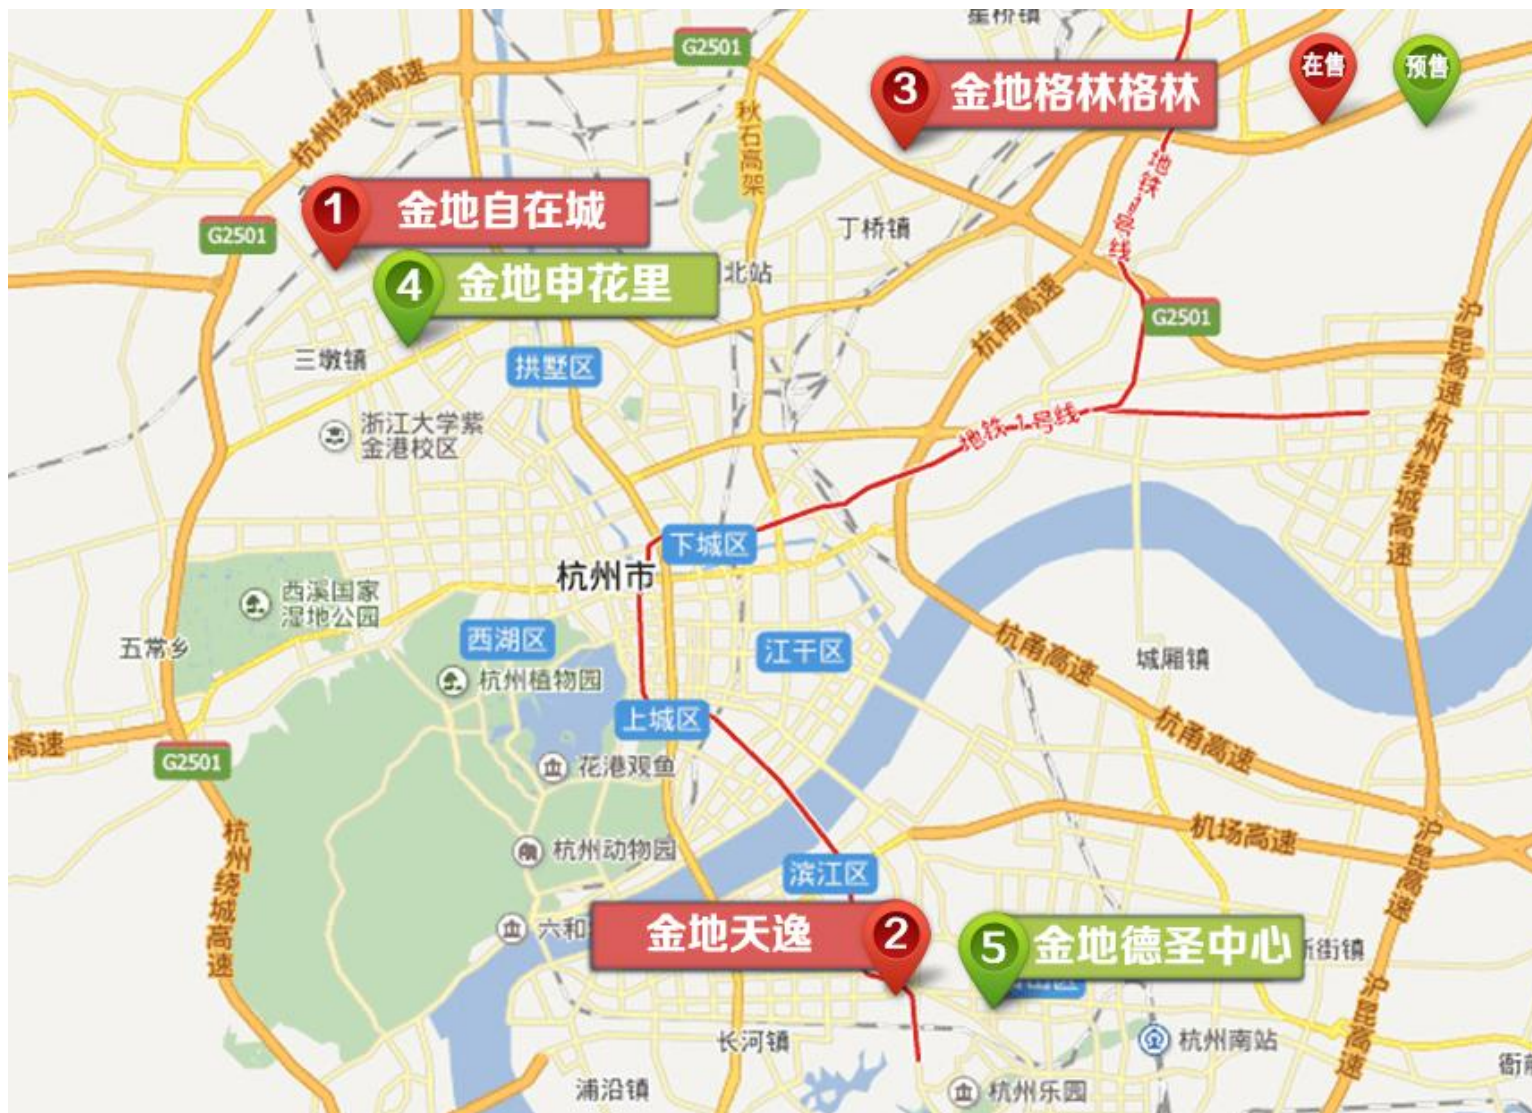 星桥镇
G2501
杭州绕城高速
秋石高架
3 金地格林格林
在售
预售
地铁1号线
1 金地自在城
G2501
丁桥镇
4 金地申花里
北站
G2501
杭甬高速
沪昆高速
三墩镇
拱墅区
浙江大学紫
金港校区
地铁1号线
杭州绕城高速
下城区
杭州市
西溪国家
湿地公园
五常乡
西湖区
江干区
杭甬高速
城厢镇
杭州植物园
上城区
杭甬高速
高速
G2501
花港观鱼
杭州绕城高速
杭州动物园
机场高速
沪昆高速
滨江区
六和
金地天逸 2
5 金地德圣中心
新街镇
沪昆高速
长河镇
杭州南站
浦沿镇
杭州乐园
衙前